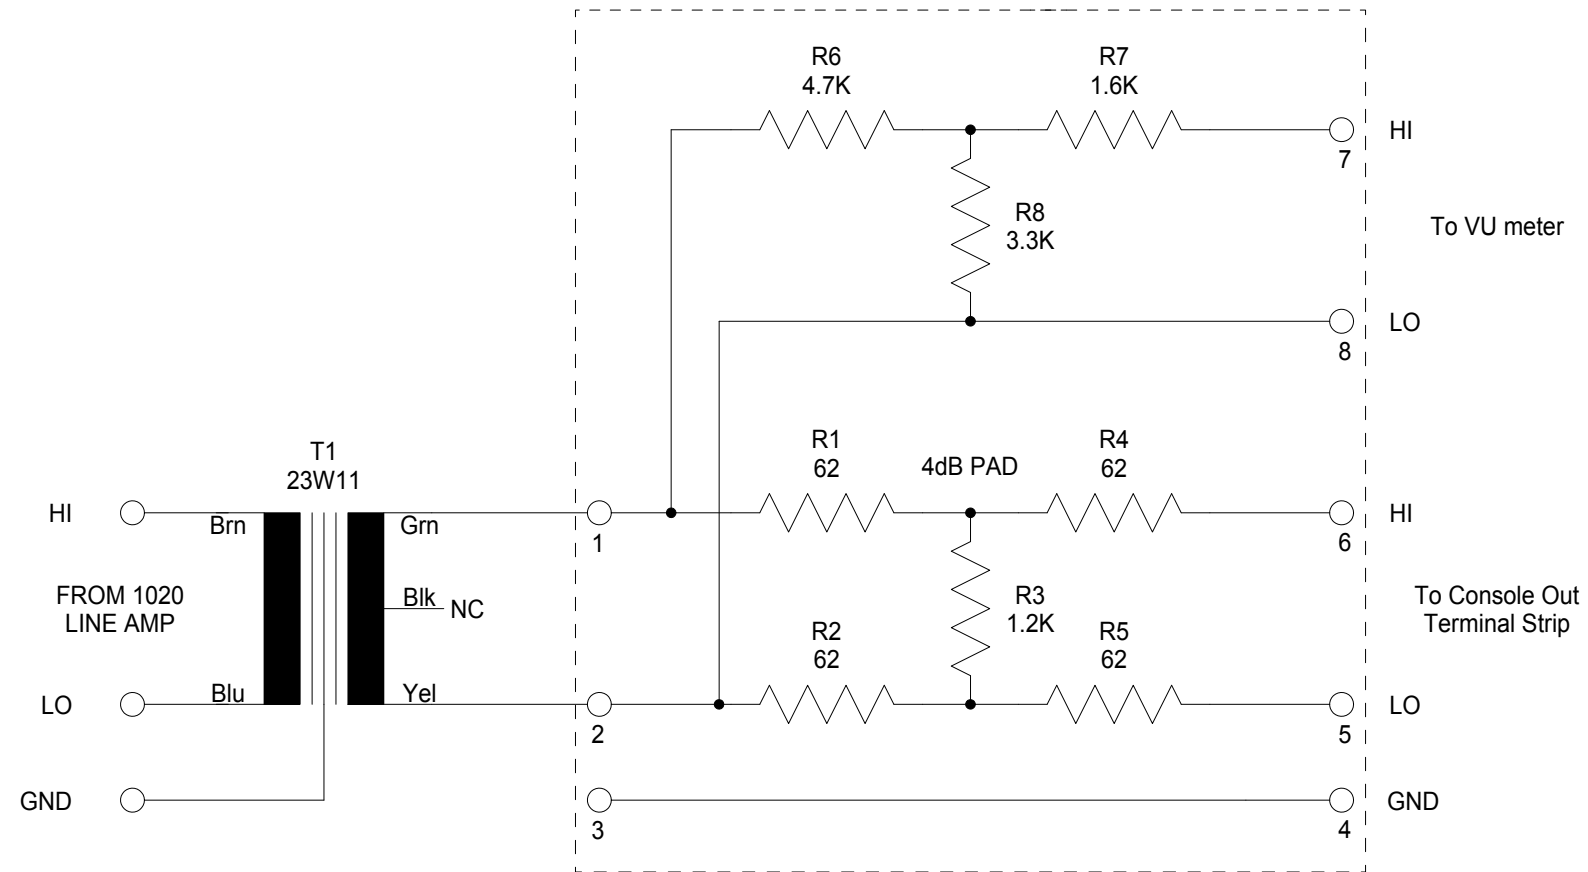 R6
4.7K
R7
1.6K
HI
7
R8
3.3K
To VU meter
LO
8
T1
23W11
R1
62
4dB PAD
R4
62
HI
Brn
Grn
1
6
HI
FROM 1020
LINE AMP
Blk
NC
R3
1.2K
To Console Out
Terminal Strip
R2
62
R5
62
LO
Blu
Yel
2
5
LO
GND
3
4
GND